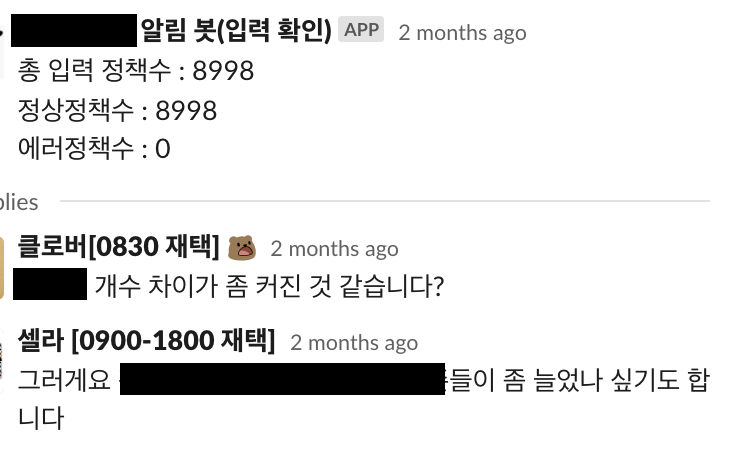 알림 봇(입력 확인) APP 2 months ago
총 입력 정책수 : 8998
정상정책수 : 8998
에러정책수 : 0
plies
클로버[0830 재택] 2 months ago
개수 차이가 좀 커진 것 같습니다?
셀라 [0900-1800 재택] 2 months ago
그러게요 들이 좀 늘었나 싶기도 합
니다